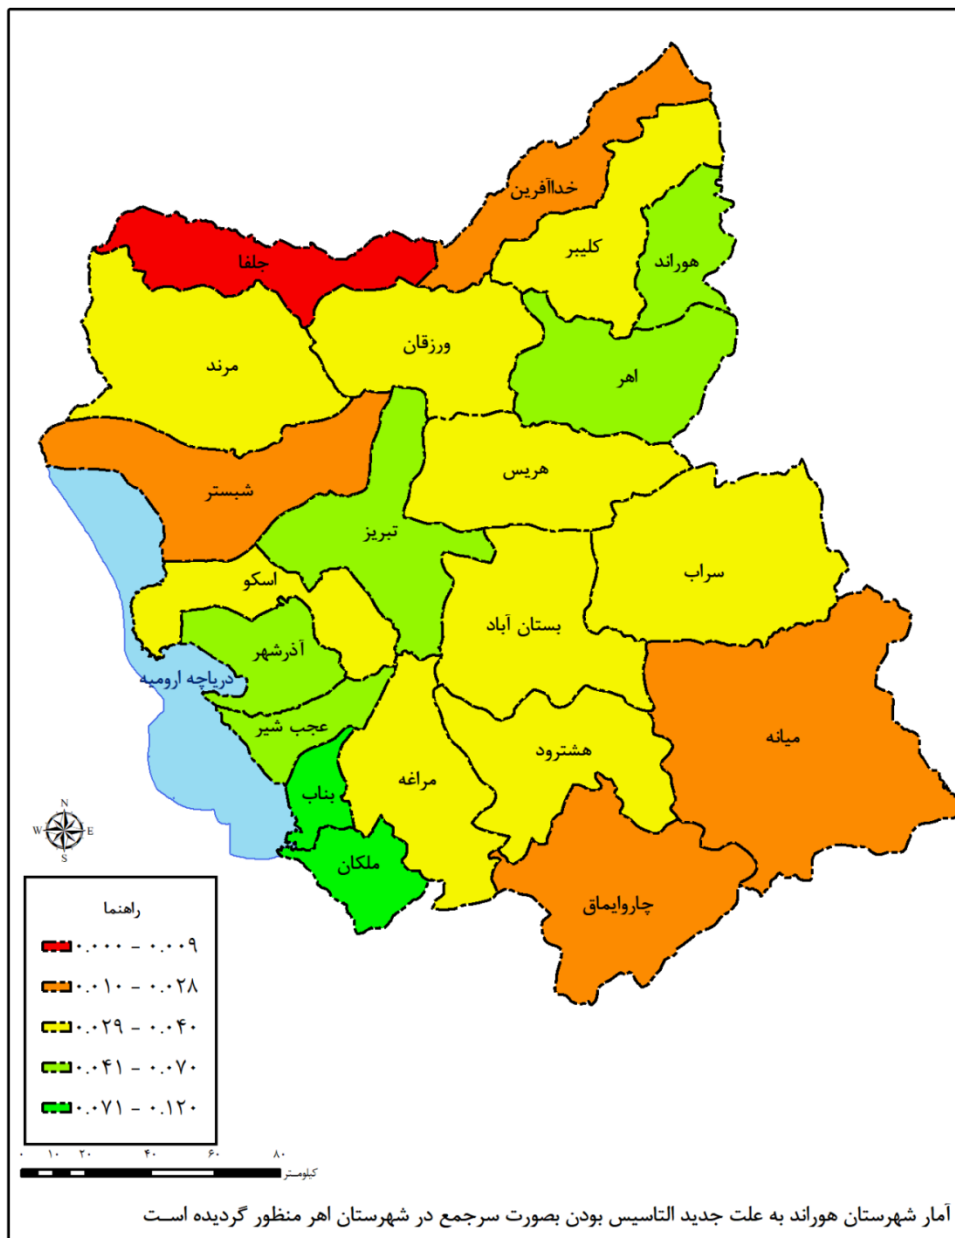 خداآفرین
کلیبر
هوراند
جلفا
ورزقان
مرند
اهر
هریس
شبستر
تبریز
سراب
اسکو
بستان آباد
آذرشهر
دریاچه ارومیه
عجب شیر
میانه
هشترود
مراغه
بناب
ملکان
چاروایماق
N
W E
S
راهنما
۰.۰۰۰ - ۰.۰۰۹
۰.۰۱۰ - ۰.۰۲۸
۰.۰۲۹ - ۰.۰۴۰
۰.۰۴۱ - ۰.۰۷۰
۰.۰۷۱ - ۰.۱۲۰
۰ ۱۰ ۲۰ ۴۰ ۶۰ ۸۰
کیلومتر
آمار شهرستان هوراند به علت جدید التاسیس بودن بصورت سرجمع در شهرستان اهر منظور گردیده است